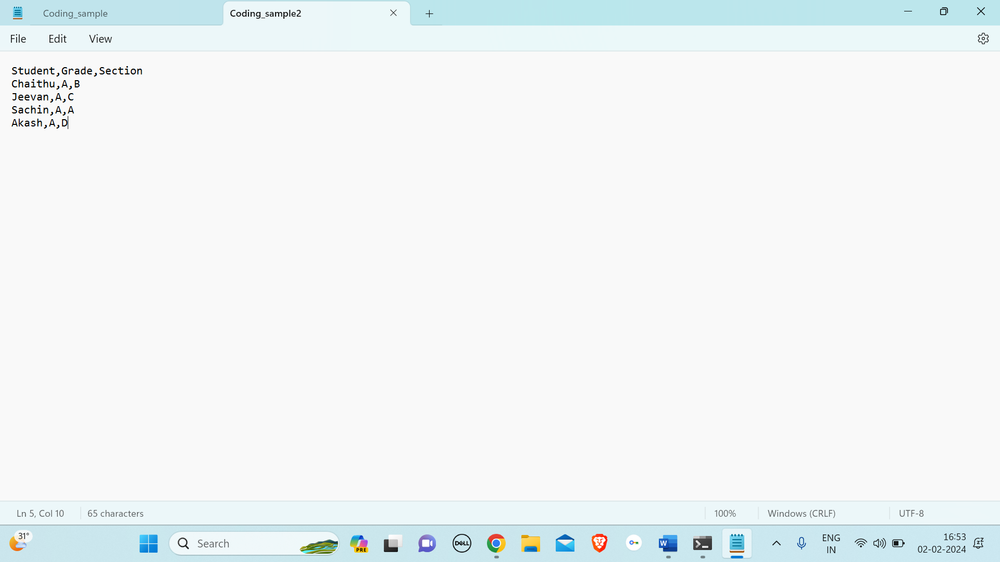 Coding_sample
Coding_sample2
File
Edit
View
Student,Grade,Section
Chaithu,A,B
Jeevan,A,C
Sachin,A,A
Akash,A,D
Ln 5, Col 10
65 characters
100%
Windows (CRLF)
UTF-8
31°
Search
PRE
DELL
W
ENG
IN
16:53
02-02-2024